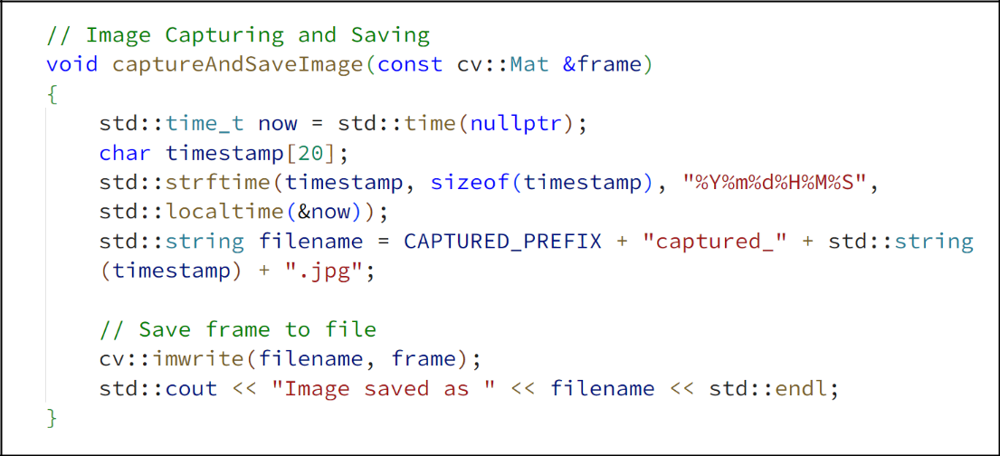 // Image Capturing and Saving
void captureAndSaveImage(const cv::Mat &frame)
{
    std::time_t now = std::time(nullptr);
    char timestamp[20];
    std::strftime(timestamp, sizeof(timestamp), "%Y%m%d%H%M%S",
    std::localtime(&now));
    std::string filename = CAPTURED_PREFIX + "captured_" + std::string
    (timestamp) + ".jpg";

    // Save frame to file
    cv::imwrite(filename, frame);
    std::cout << "Image saved as " << filename << std::endl;
}